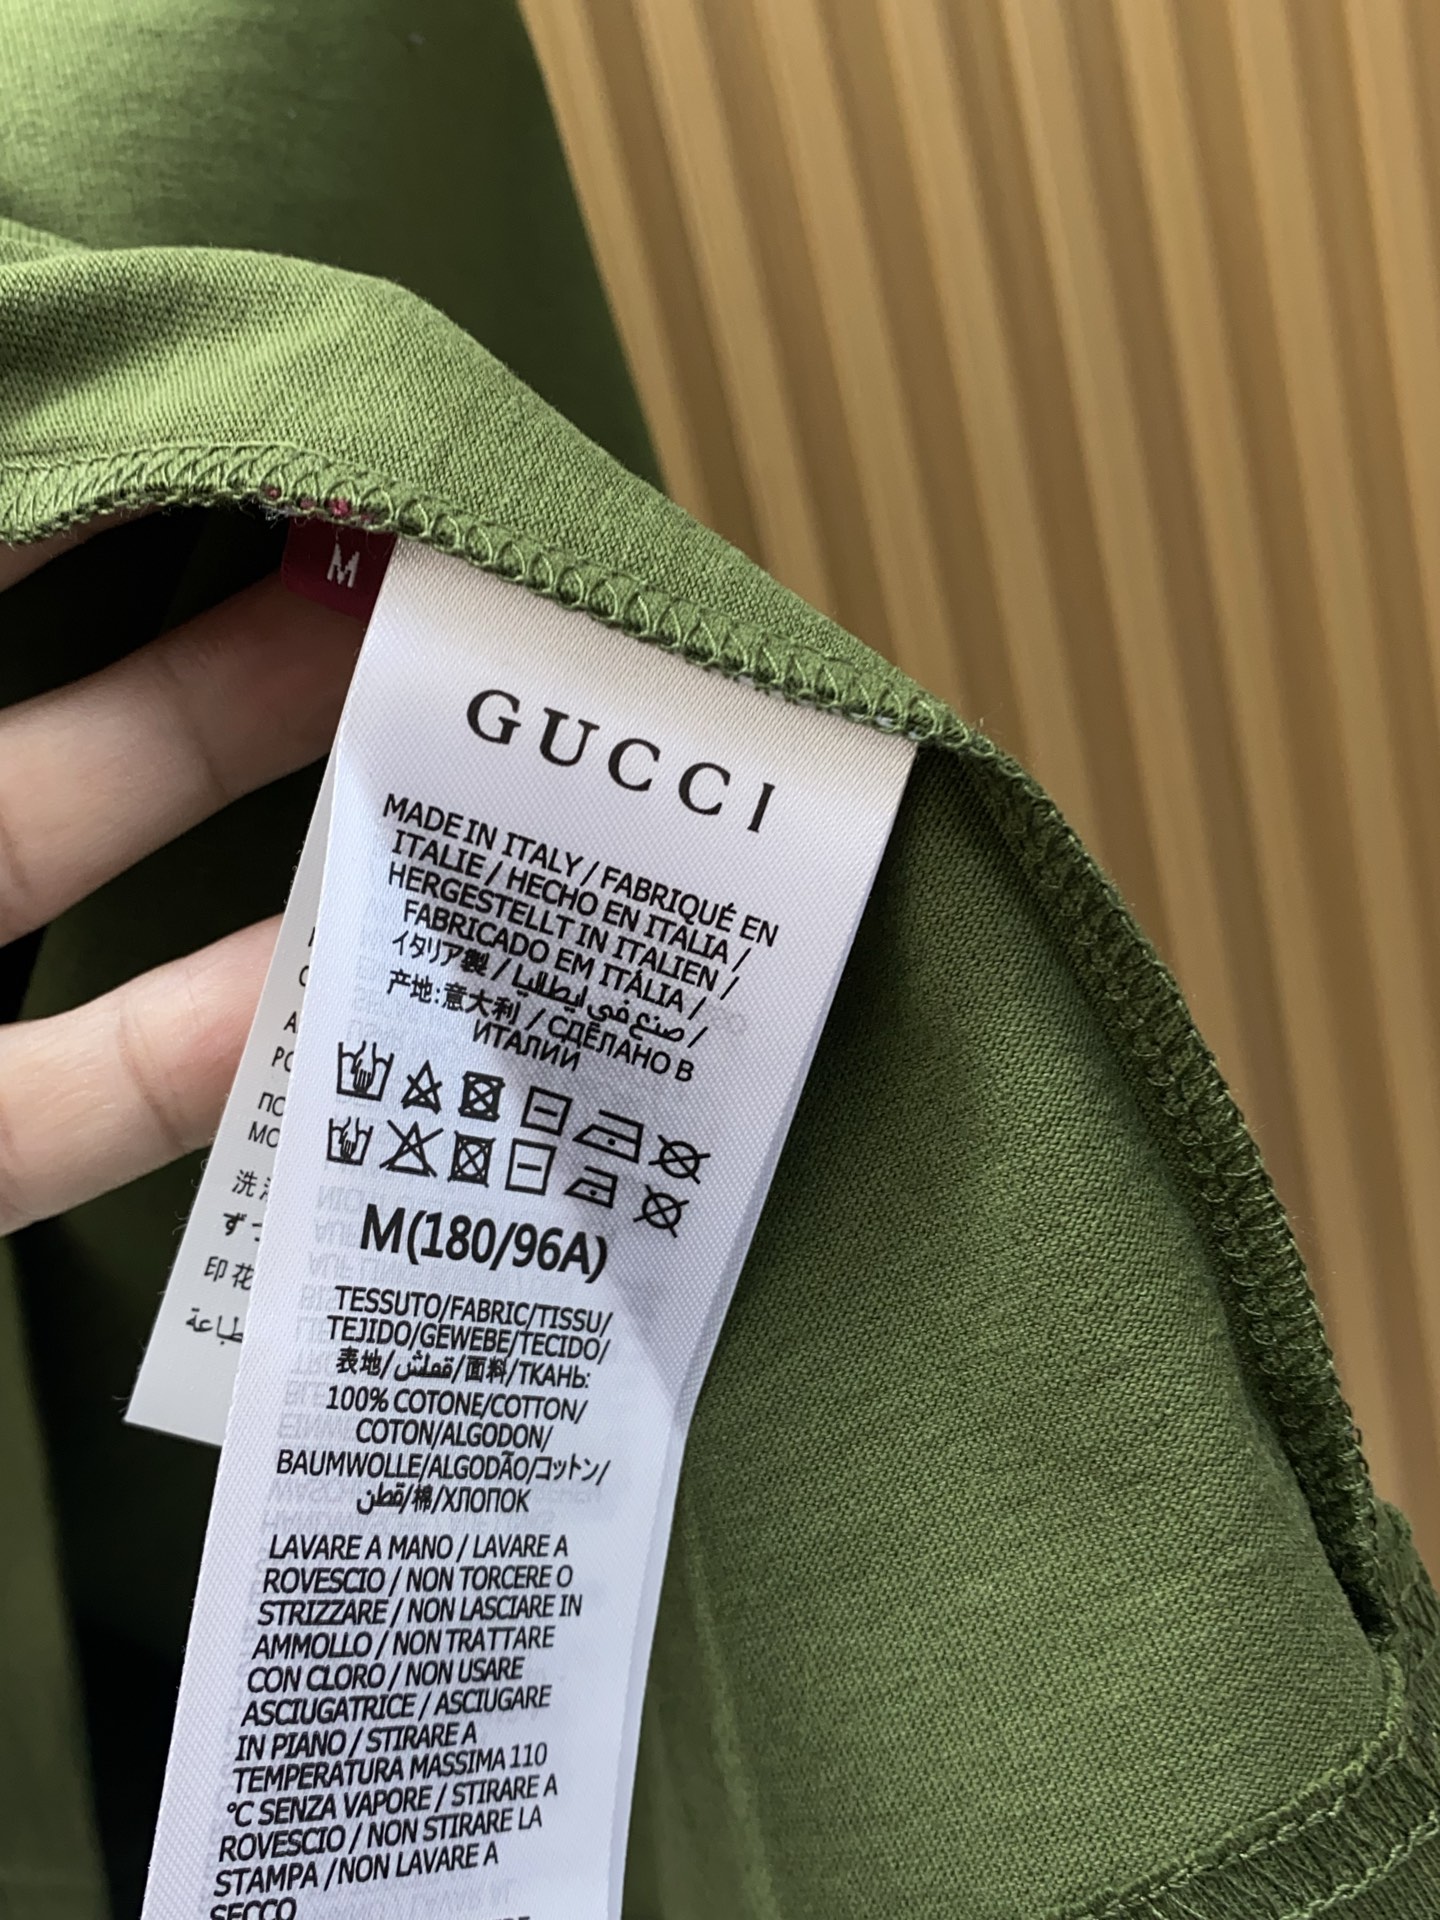 M
GUCCI
MADE IN ITALY / FABRIQUÉ EN
ITALIE / HECHO EN ITALIA /
HERGESTELLT IN ITALIEN /
FABRICADO EM ITÁLIA /
イタリア製 / صنع في إيطاليا /
产地:意大利 / СДЕЛАНО В
ИТАЛИИ
M(180/96A)
TESSUTO/FABRIC/TISSU/
TEJIDO/GEWEBE/TECIDO/
表地/قماش/面料/ТКАНЬ:
100% COTONE/COTTON/
COTON/ALGODON/
BAUMWOLLE/ALGODÃO/コットン/
قطن/棉/ХЛОПОК
LAVARE A MANO / LAVARE A
ROVESCIO / NON TORCERE O
STRIZZARE / NON LASCIARE IN
AMMOLLO / NON TRATTARE
CON CLORO / NON USARE
ASCIUGATRICE / ASCIUGARE
IN PIANO / STIRARE A
TEMPERATURA MASSIMA 110
°C SENZA VAPORE / STIRARE A
ROVESCIO / NON STIRARE LA
STAMPA /NON LAVARE A
SECCO
印花